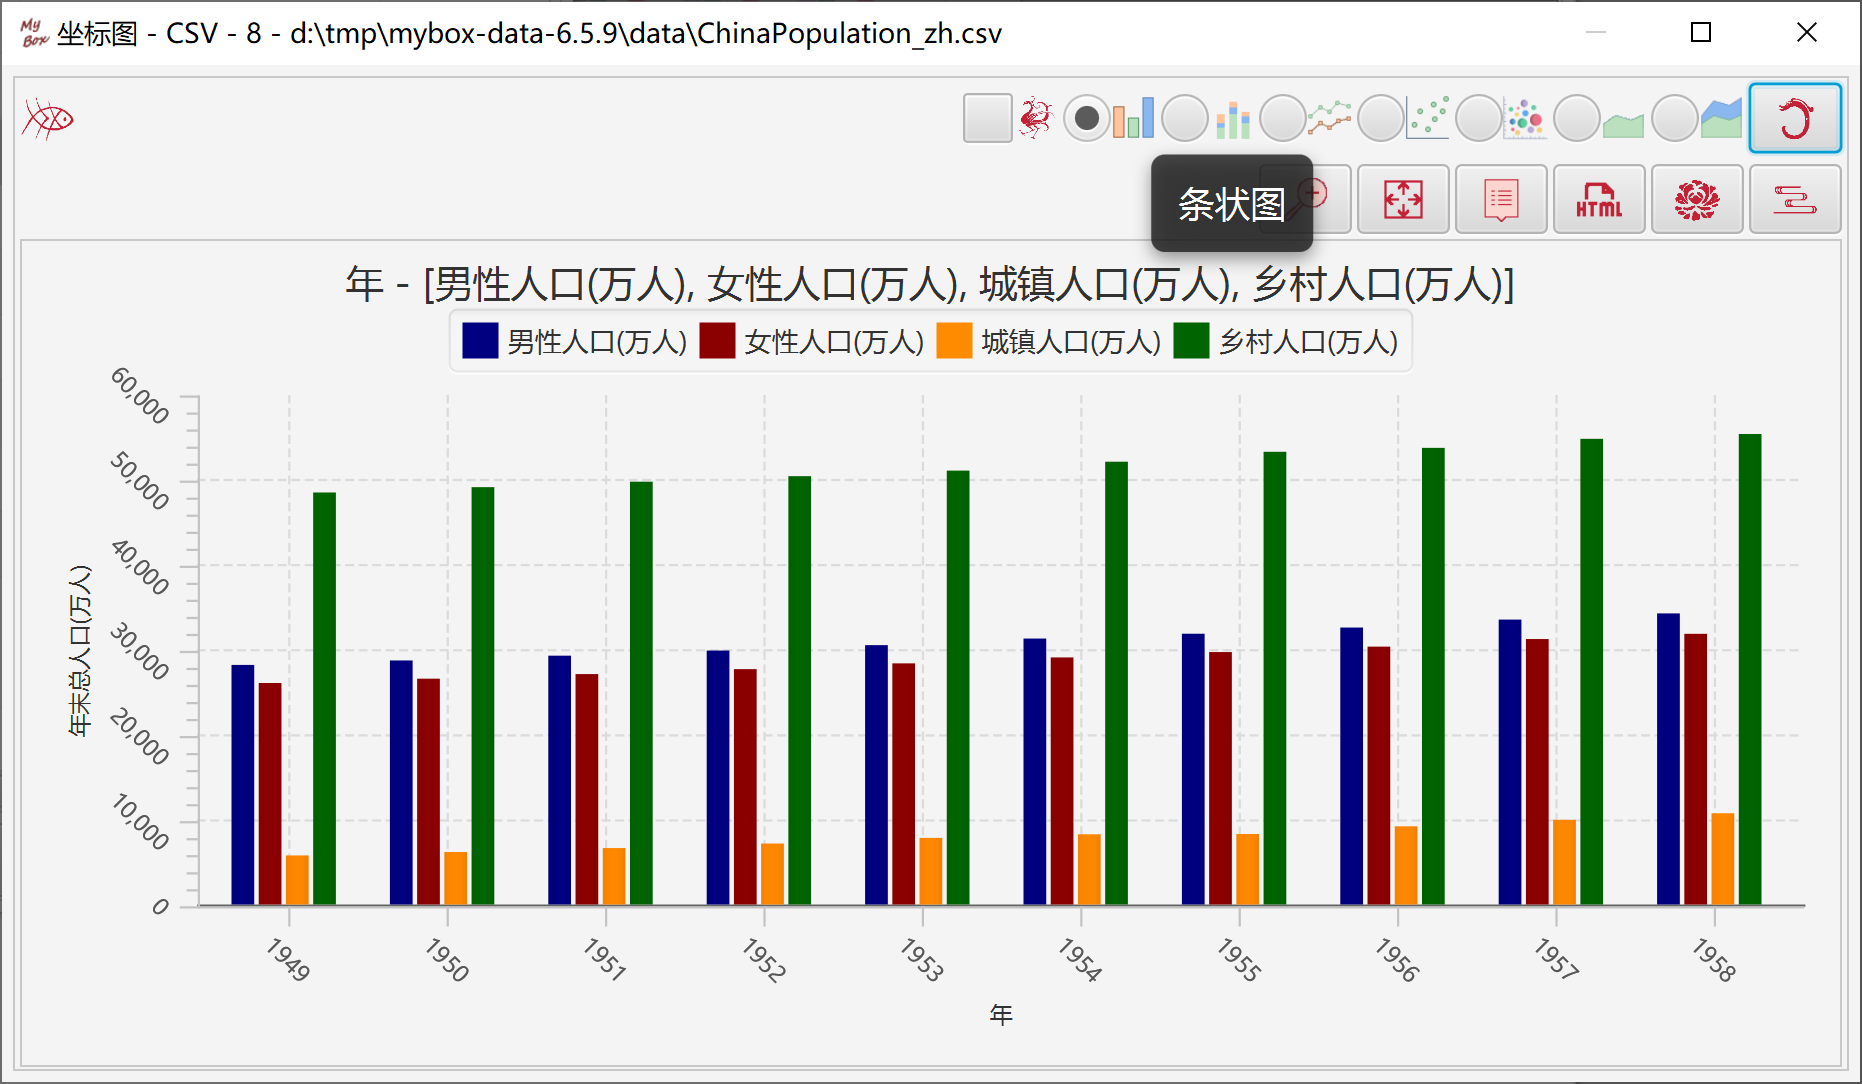 My Box 坐标图 - CSV - 8 - d:\tmp\mybox-data-6.5.9\data\ChinaPopulation_zh.csv
条状图
HTML
年 - [男性人口(万人), 女性人口(万人), 城镇人口(万人), 乡村人口(万人)]
男性人口(万人) 女性人口(万人) 城镇人口(万人) 乡村人口(万人)
60,000
50,000
40,000
30,000
20,000
10,000
0
年末总人口(万人)
1949 1950 1951 1952 1953 1954 1955 1956 1957 1958
年